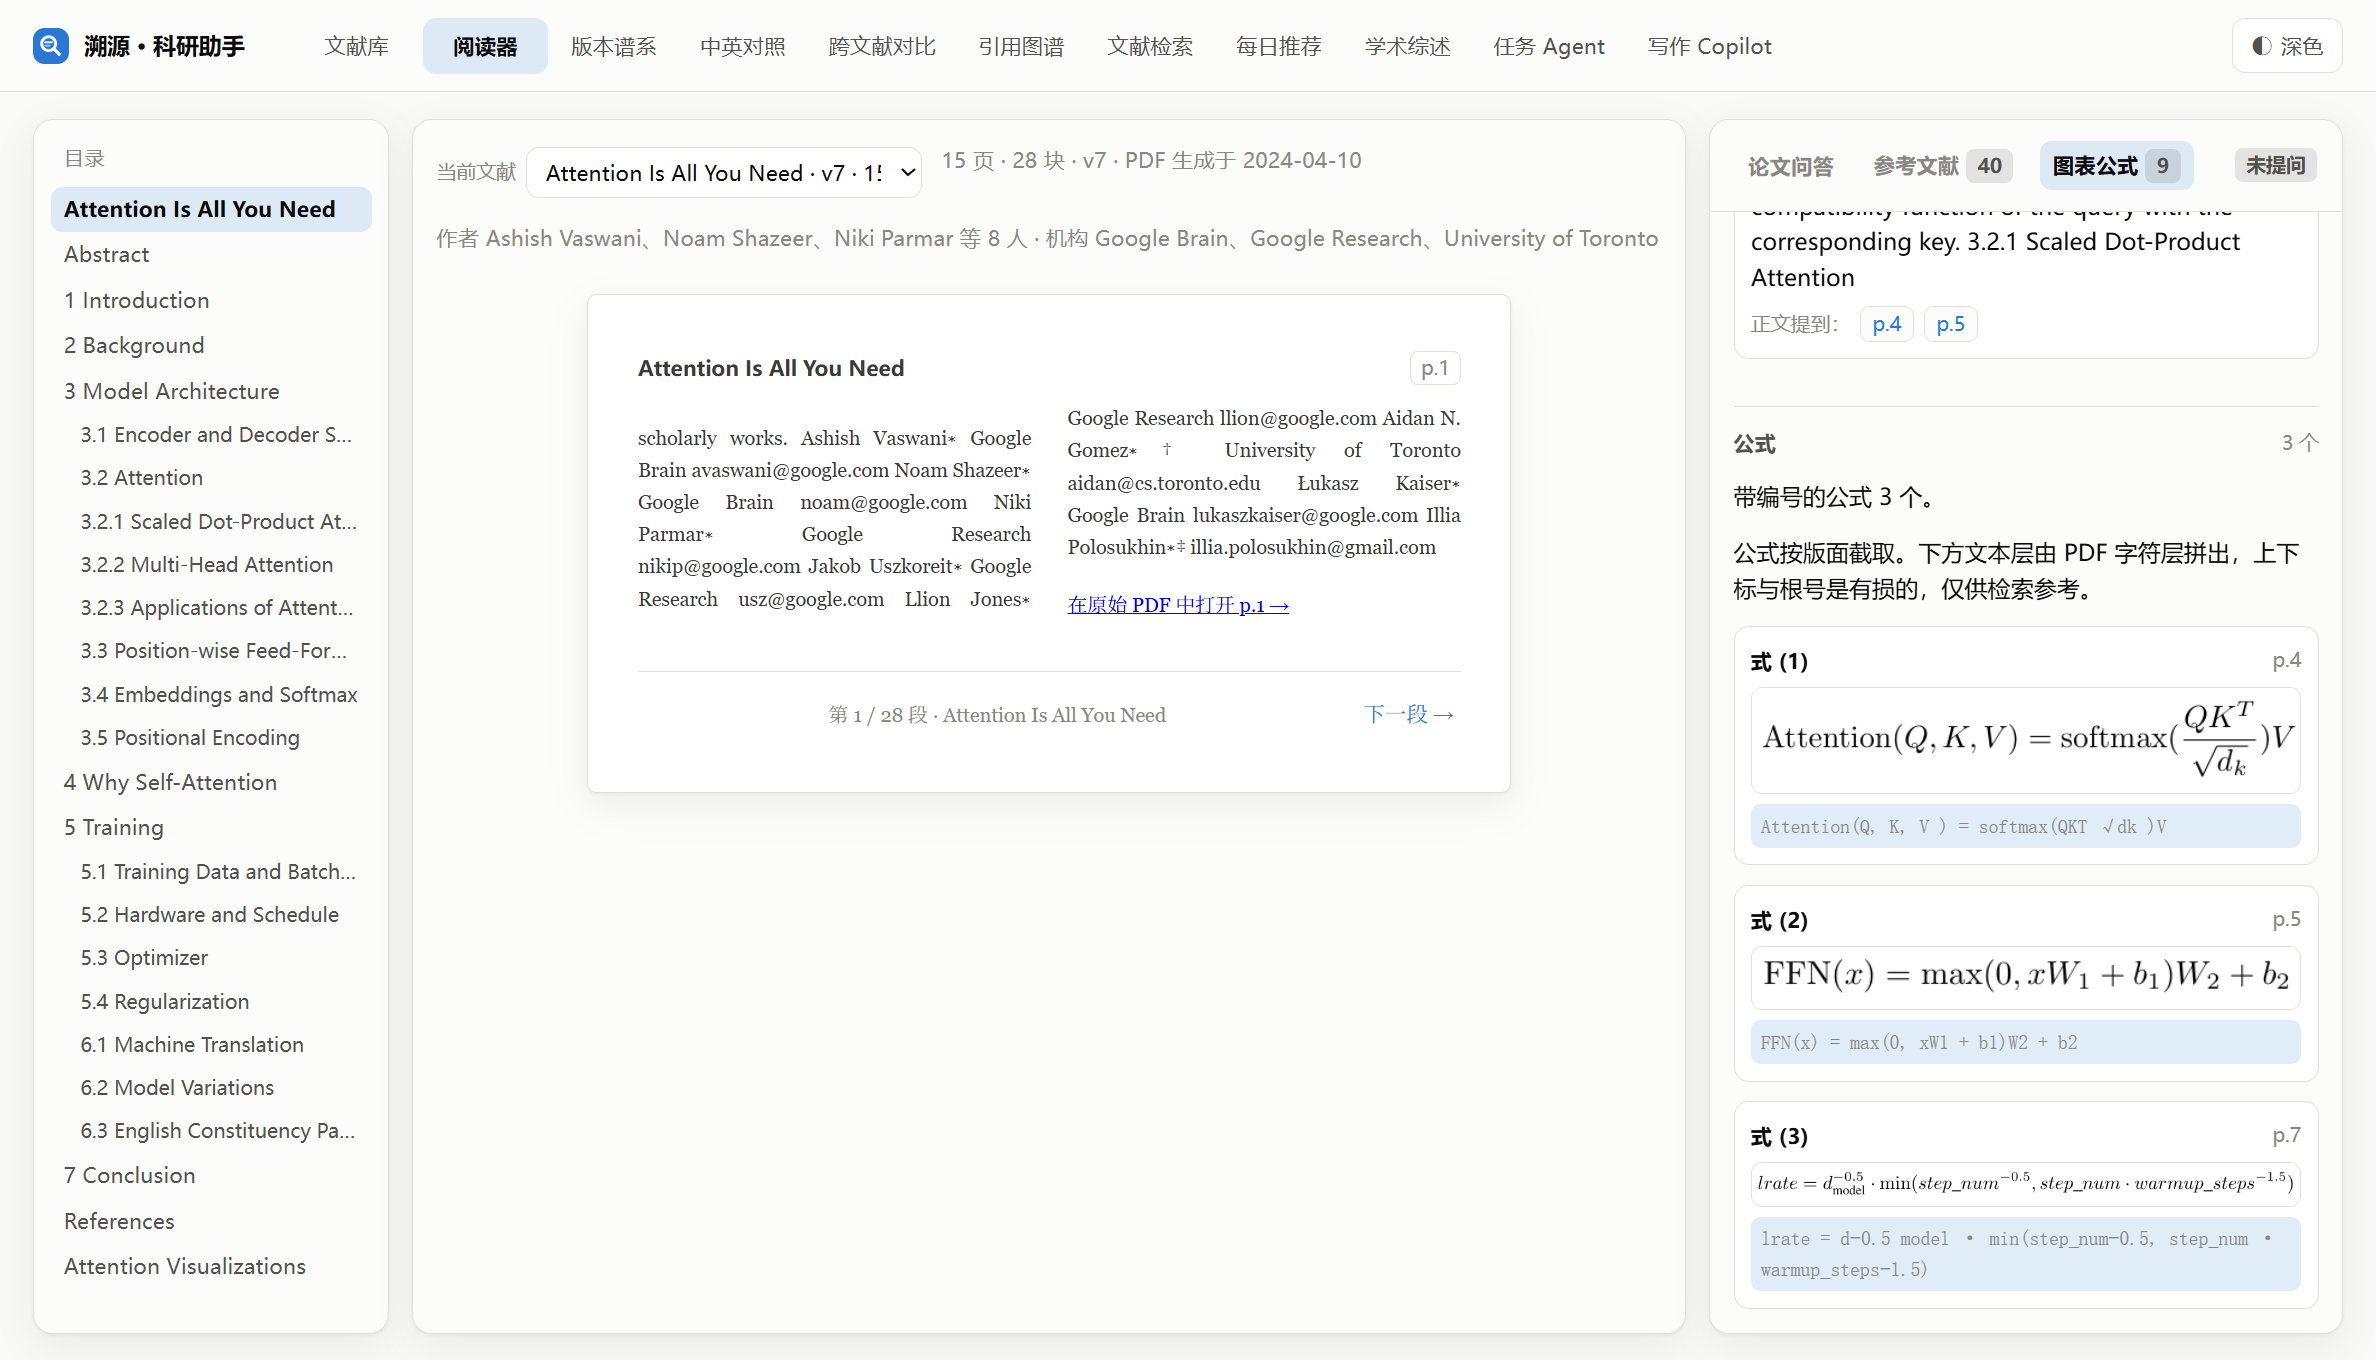 溯源 • 科研助手
文献库
阅读器
版本谱系
中英对照
跨文献对比
引用图谱
文献检索
每日推荐
学术综述
任务 Agent
写作 Copilot
深色
目录
Attention Is All You Need
Abstract
1 Introduction
2 Background
3 Model Architecture
3.1 Encoder and Decoder S...
3.2 Attention
3.2.1 Scaled Dot-Product At...
3.2.2 Multi-Head Attention
3.2.3 Applications of Attent...
3.3 Position-wise Feed-For...
3.4 Embeddings and Softmax
3.5 Positional Encoding
4 Why Self-Attention
5 Training
5.1 Training Data and Batch...
5.2 Hardware and Schedule
5.3 Optimizer
5.4 Regularization
6.1 Machine Translation
6.2 Model Variations
6.3 English Constituency Pa...
7 Conclusion
References
Attention Visualizations
当前文献 Attention Is All You Need · v7 · 15
15 页 · 28 块 · v7 · PDF 生成于 2024-04-10
作者 Ashish Vaswani、Noam Shazeer、Niki Parmar 等 8 人 · 机构 Google Brain、Google Research、University of Toronto
Attention Is All You Need
p.1
scholarly works. Ashish Vaswani∗ Google
Brain avaswani@google.com Noam Shazeer∗
Google Brain noam@google.com Niki
Parmar∗ Google Research
nikip@google.com Jakob Uszkoreit∗ Google
Research usz@google.com Llion Jones∗
Google Research llion@google.com Aidan N.
Gomez∗ † University of Toronto
aidan@cs.toronto.edu Łukasz Kaiser∗
Google Brain lukaszkaiser@google.com Illia
Polosukhin∗‡ illia.polosukhin@gmail.com
在原始 PDF 中打开 p.1 →
第 1 / 28 段 · Attention Is All You Need
下一段 →
论文问答
参考文献 40
图表公式 9
未提问
compatibility function of the query with the
corresponding key. 3.2.1 Scaled Dot-Product
Attention
正文提到： p.4 p.5
公式
3 个
带编号的公式 3 个。
公式按版面截取。下方文本层由 PDF 字符层拼出，上下
标与根号是有损的，仅供检索参考。
式 (1)
p.4
Attention(Q, K, V) = softmax(QK^T/√d_k)V
Attention(Q, K, V ) = softmax(QKT √dk )V
式 (2)
p.5
FFN(x) = max(0, xW₁ + b₁)W₂ + b₂
FFN(x) = max(0, xW1 + b1)W2 + b2
式 (3)
p.7
lrate = d_model^−0.5 · min(step_num^−0.5, step_num · warmup_steps^−1.5)
lrate = d−0.5 model • min(step_num−0.5, step_num •
warmup_steps−1.5)